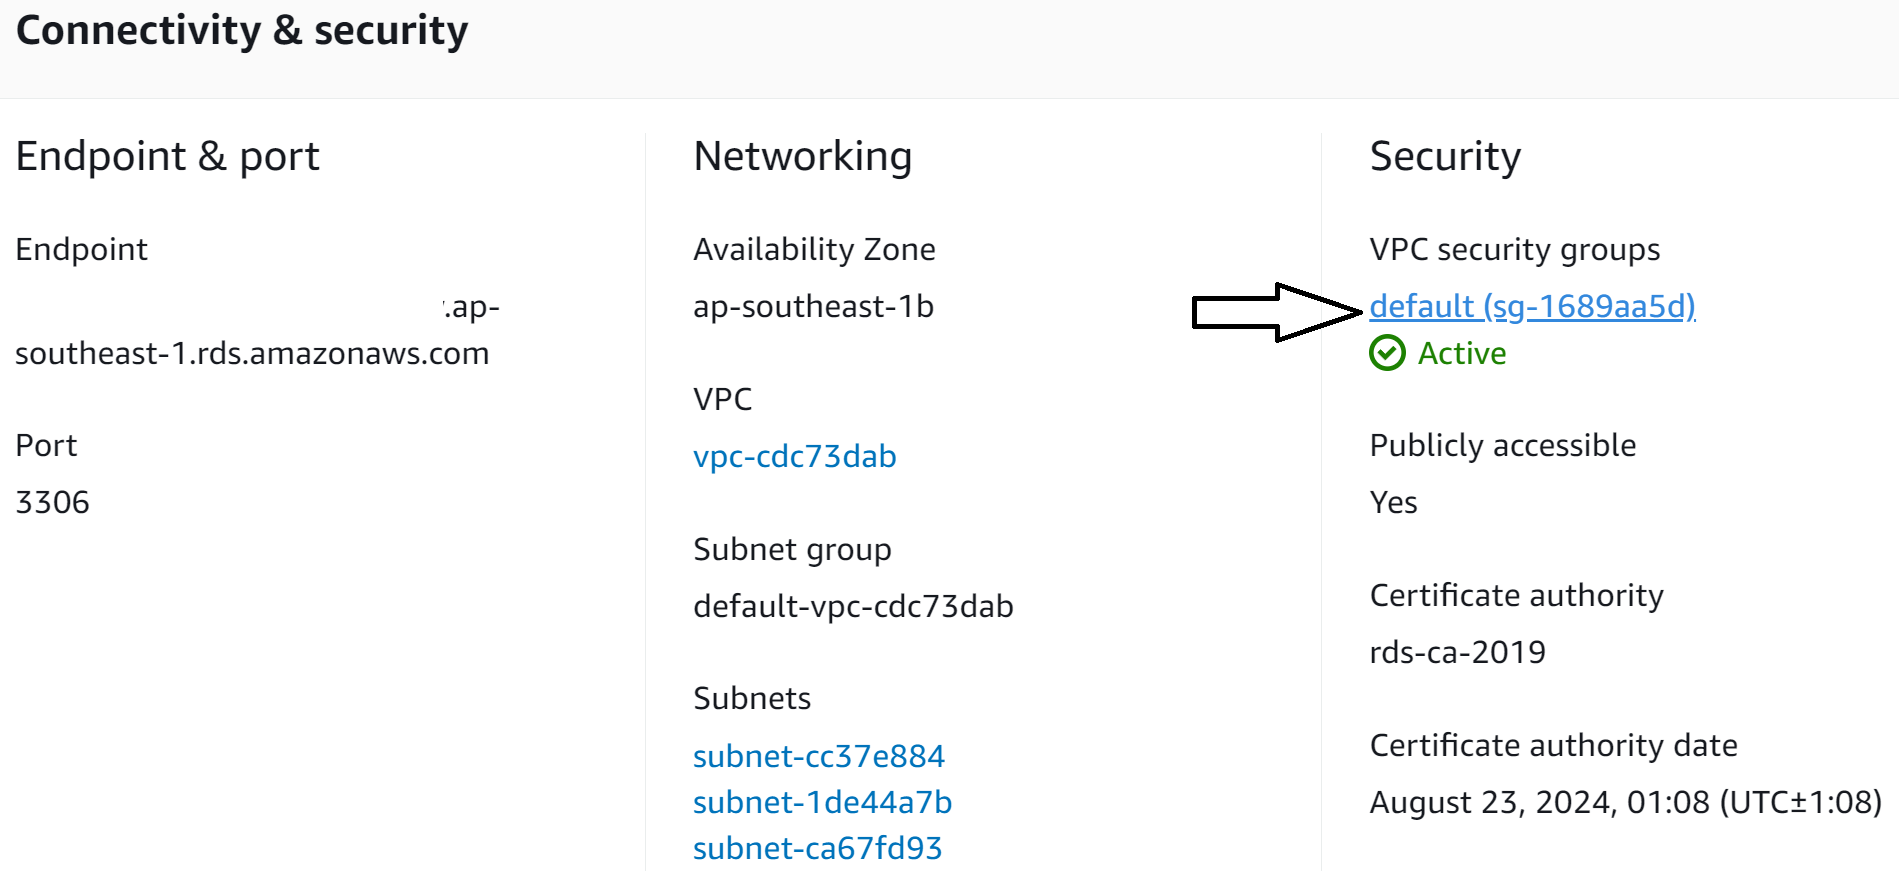 Connectivity & security
Endpoint & port
Endpoint
.ap-
southeast-1.rds.amazonaws.com
Port
3306
Networking
Availability Zone
ap-southeast-1b
VPC
vpc-cdc73dab
Subnet group
default-vpc-cdc73dab
Subnets
subnet-cc37e884
subnet-1de44a7b
subnet-ca67fd93
Security
VPC security groups
default (sg-1689aa5d)
Active
Publicly accessible
Yes
Certificate authority
rds-ca-2019
Certificate authority date
August 23, 2024, 01:08 (UTC±1:08)